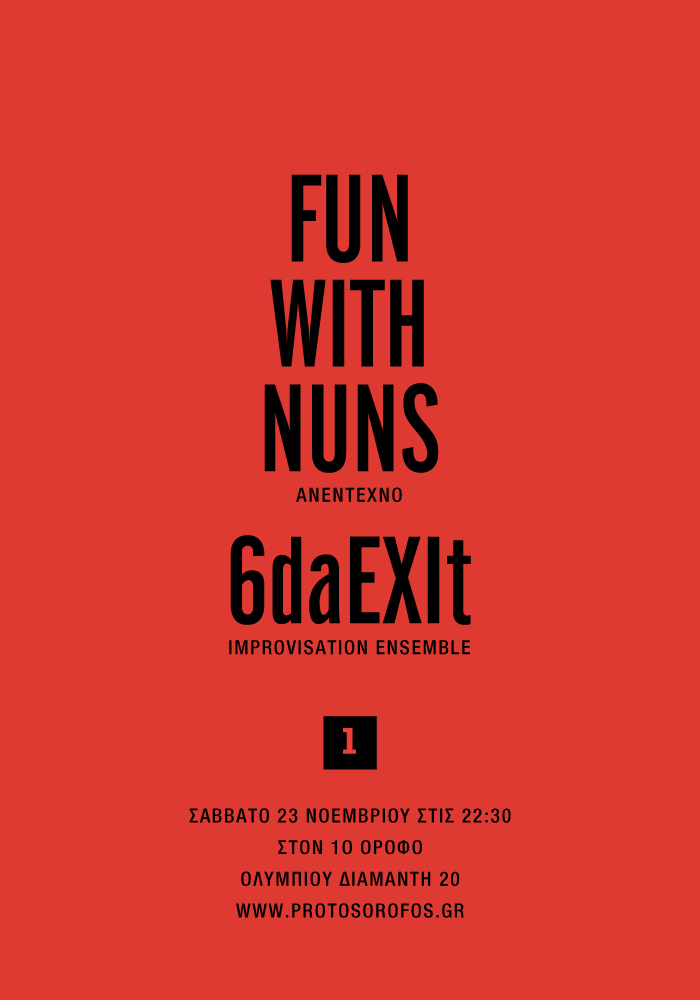 FUN
WITH
NUNS
ΑΝΕΝΤΕΧΝΟ
6daEXIt
IMPROVISATION ENSEMBLE
1
ΣΑΒΒΑΤΟ 23 ΝΟΕΜΒΡΙΟΥ ΣΤΙΣ 22:30
ΣΤΟΝ 1Ο ΟΡΟΦΟ
ΟΛΥΜΠΙΟΥ ΔΙΑΜΑΝΤΗ 20
WWW.PROTOSOROFOS.GR